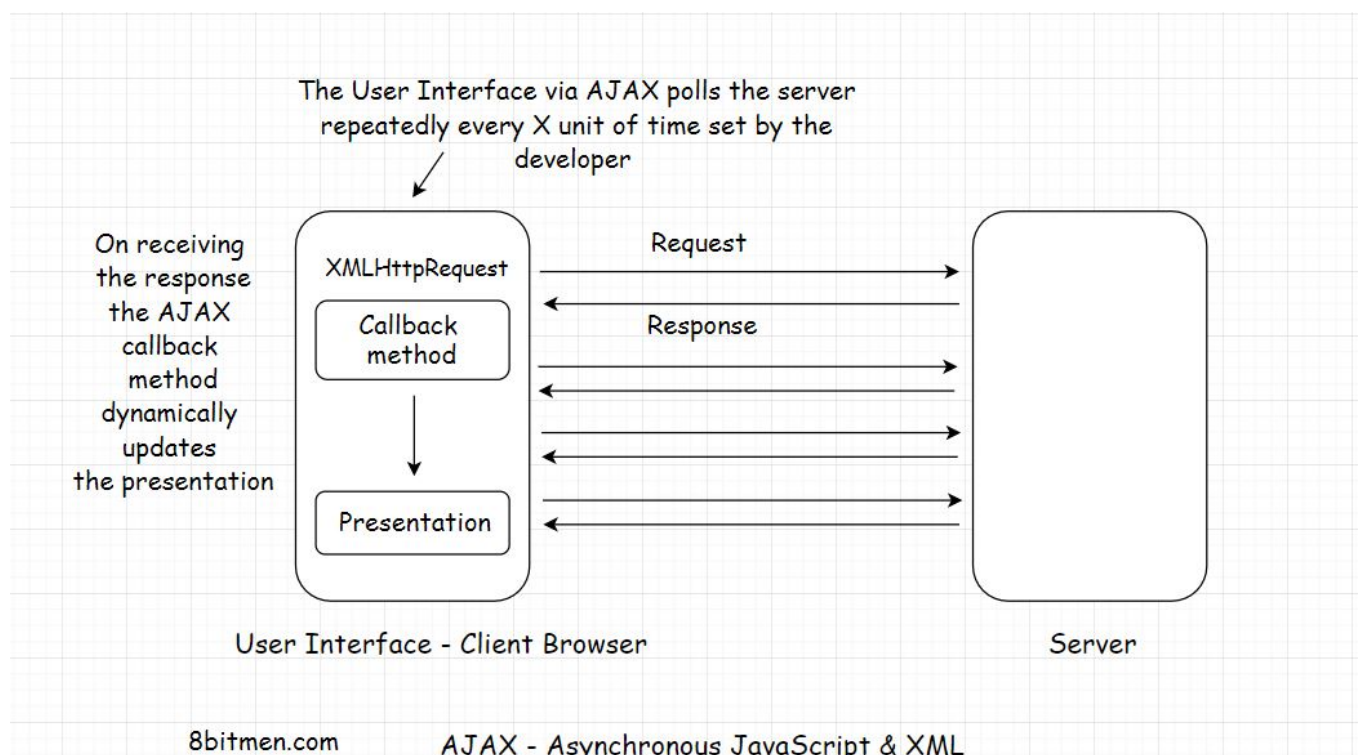 The User Interface via AJAX polls the server
repeatedly every X unit of time set by the
developer
On receiving
the response
the AJAX
callback
method
dynamically
updates
the presentation
XMLHttpRequest
Callback
method
Presentation
Request
Response
User Interface - Client Browser
Server
8bitmen.com
AJAX - Asynchronous JavaScript & XML